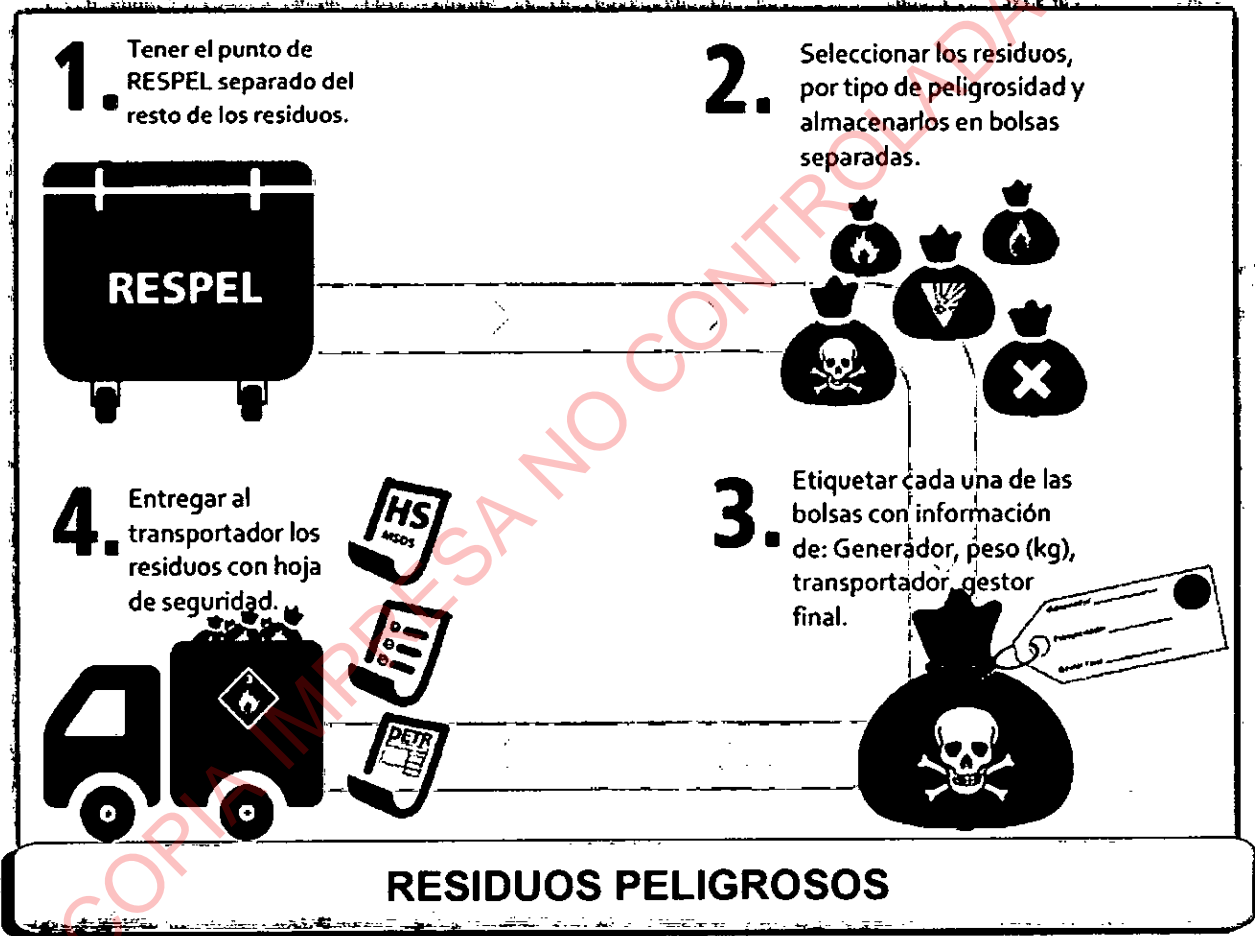 1.
Tener el punto de
RESPEL separado del
resto de los residuos.
RESPEL
2.
Seleccionar los residuos,
por tipo de peligrosidad y
almacenarlos en bolsas
separadas.
3.
Etiquetar cada una de las
bolsas con información
de: Generador, peso (kg),
transportador, gestor
final.
4.
Entregar al
transportador los
residuos con hoja
de seguridad.
HS
MSDS
PETR
3
RESIDUOS PELIGROSOS
COPIA IMPRESA NO CONTROLADA